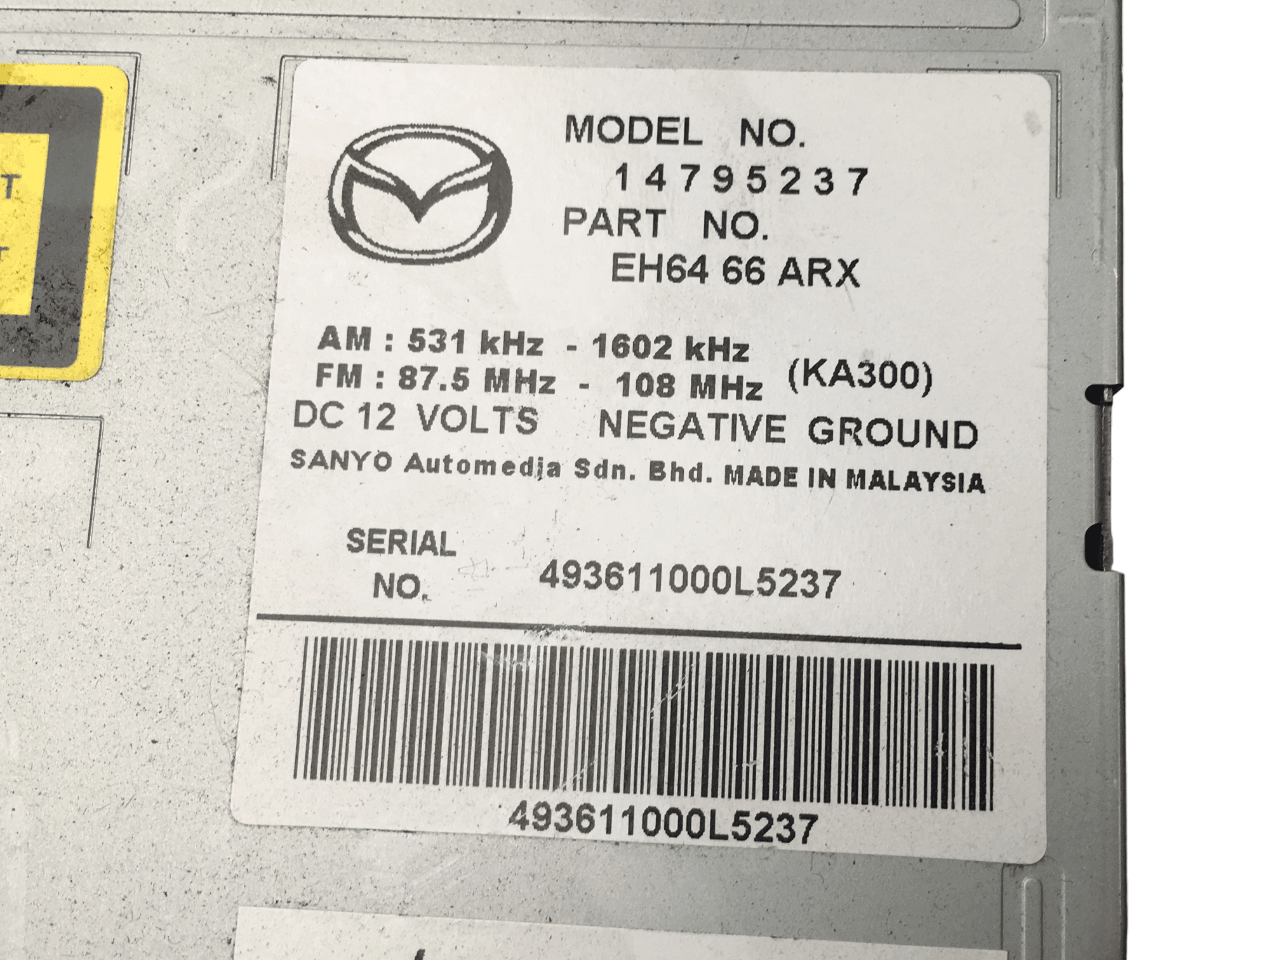 MODEL NO.
14795237
PART NO.
EH64 66 ARX
AM : 531 kHz - 1602 kHz
FM : 87.5 MHz - 108 MHz (KA300)
DC 12 VOLTS NEGATIVE GROUND
SANYO Automedia Sdn. Bhd. MADE IN MALAYSIA
SERIAL
NO. 493611000L5237
493611000L5237
T
T